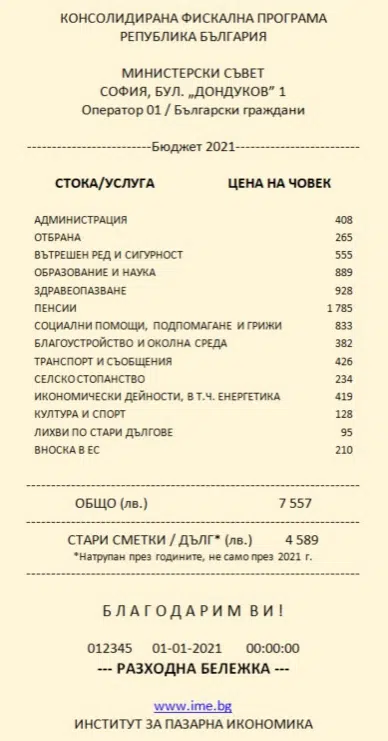 КОНСОЛИДИРАНА ФИСКАЛНА ПРОГРАМА
РЕПУБЛИКА БЪЛГАРИЯ
МИНИСТЕРСКИ СЪВЕТ
СОФИЯ, БУЛ. „ДОНДУКОВ” 1
Оператор 01 / Български граждани
------------------------Бюджет 2021------------------------
СТОКА/УСЛУГА ЦЕНА НА ЧОВЕК
АДМИНИСТРАЦИЯ 408
ОТБРАНА 265
ВЪТРЕШЕН РЕД И СИГУРНОСТ 555
ОБРАЗОВАНИЕ И НАУКА 889
ЗДРАВЕОПАЗВАНЕ 928
ПЕНСИИ 1 785
СОЦИАЛНИ ПОМОЩИ, ПОДПОМАГАНЕ И ГРИЖИ 833
БЛАГОУСТРОЙСТВО И ОКОЛНА СРЕДА 382
ТРАНСПОРТ И СЪОБЩЕНИЯ 426
СЕЛСКО СТОПАНСТВО 234
ИКОНОМИЧЕСКИ ДЕЙНОСТИ, В Т.Ч. ЕНЕРГЕТИКА 419
КУЛТУРА И СПОРТ 128
ЛИХВИ ПО СТАРИ ДЪЛГОВЕ 95
ВНОСКА В ЕС 210
ОБЩО (лв.) 7 557
СТАРИ СМЕТКИ / ДЪЛГ* (лв.) 4 589
*Натрупан през годините, не само през 2021 г.
Б Л А Г О Д А Р И М В И !
012345 01-01-2021 00:00:00
--- РАЗХОДНА БЕЛЕЖКА ---
www.ime.bg
ИНСТИТУТ ЗА ПАЗАРНА ИКОНОМИКА